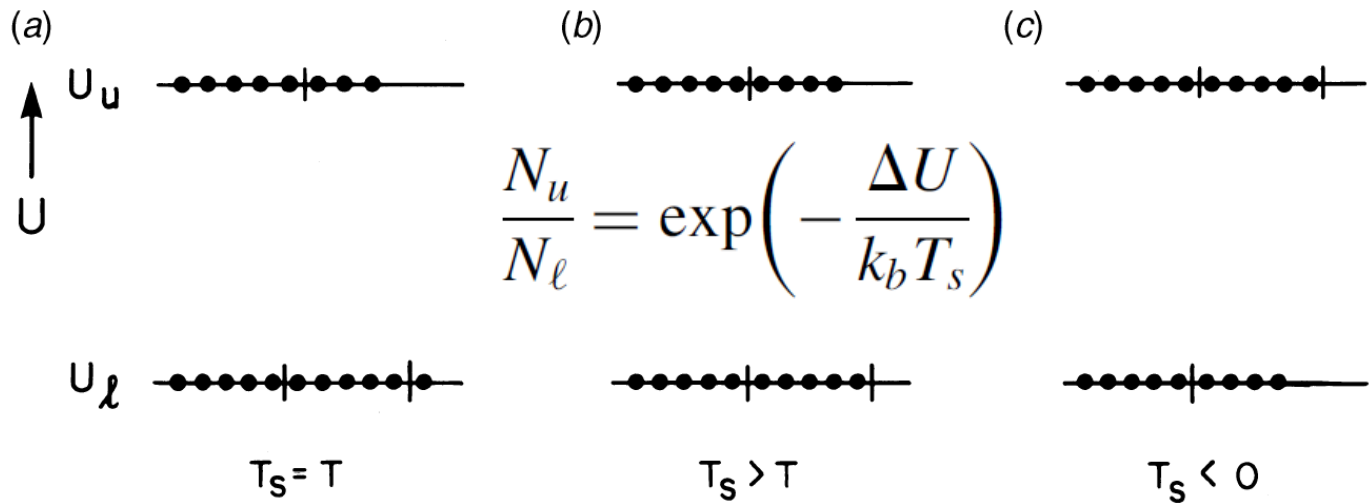 (a) (b) (c)
U_u
U
N_u/N_ℓ = exp(−ΔU/(k_b T_s))
U_ℓ
T_S = T T_S > T T_S < 0